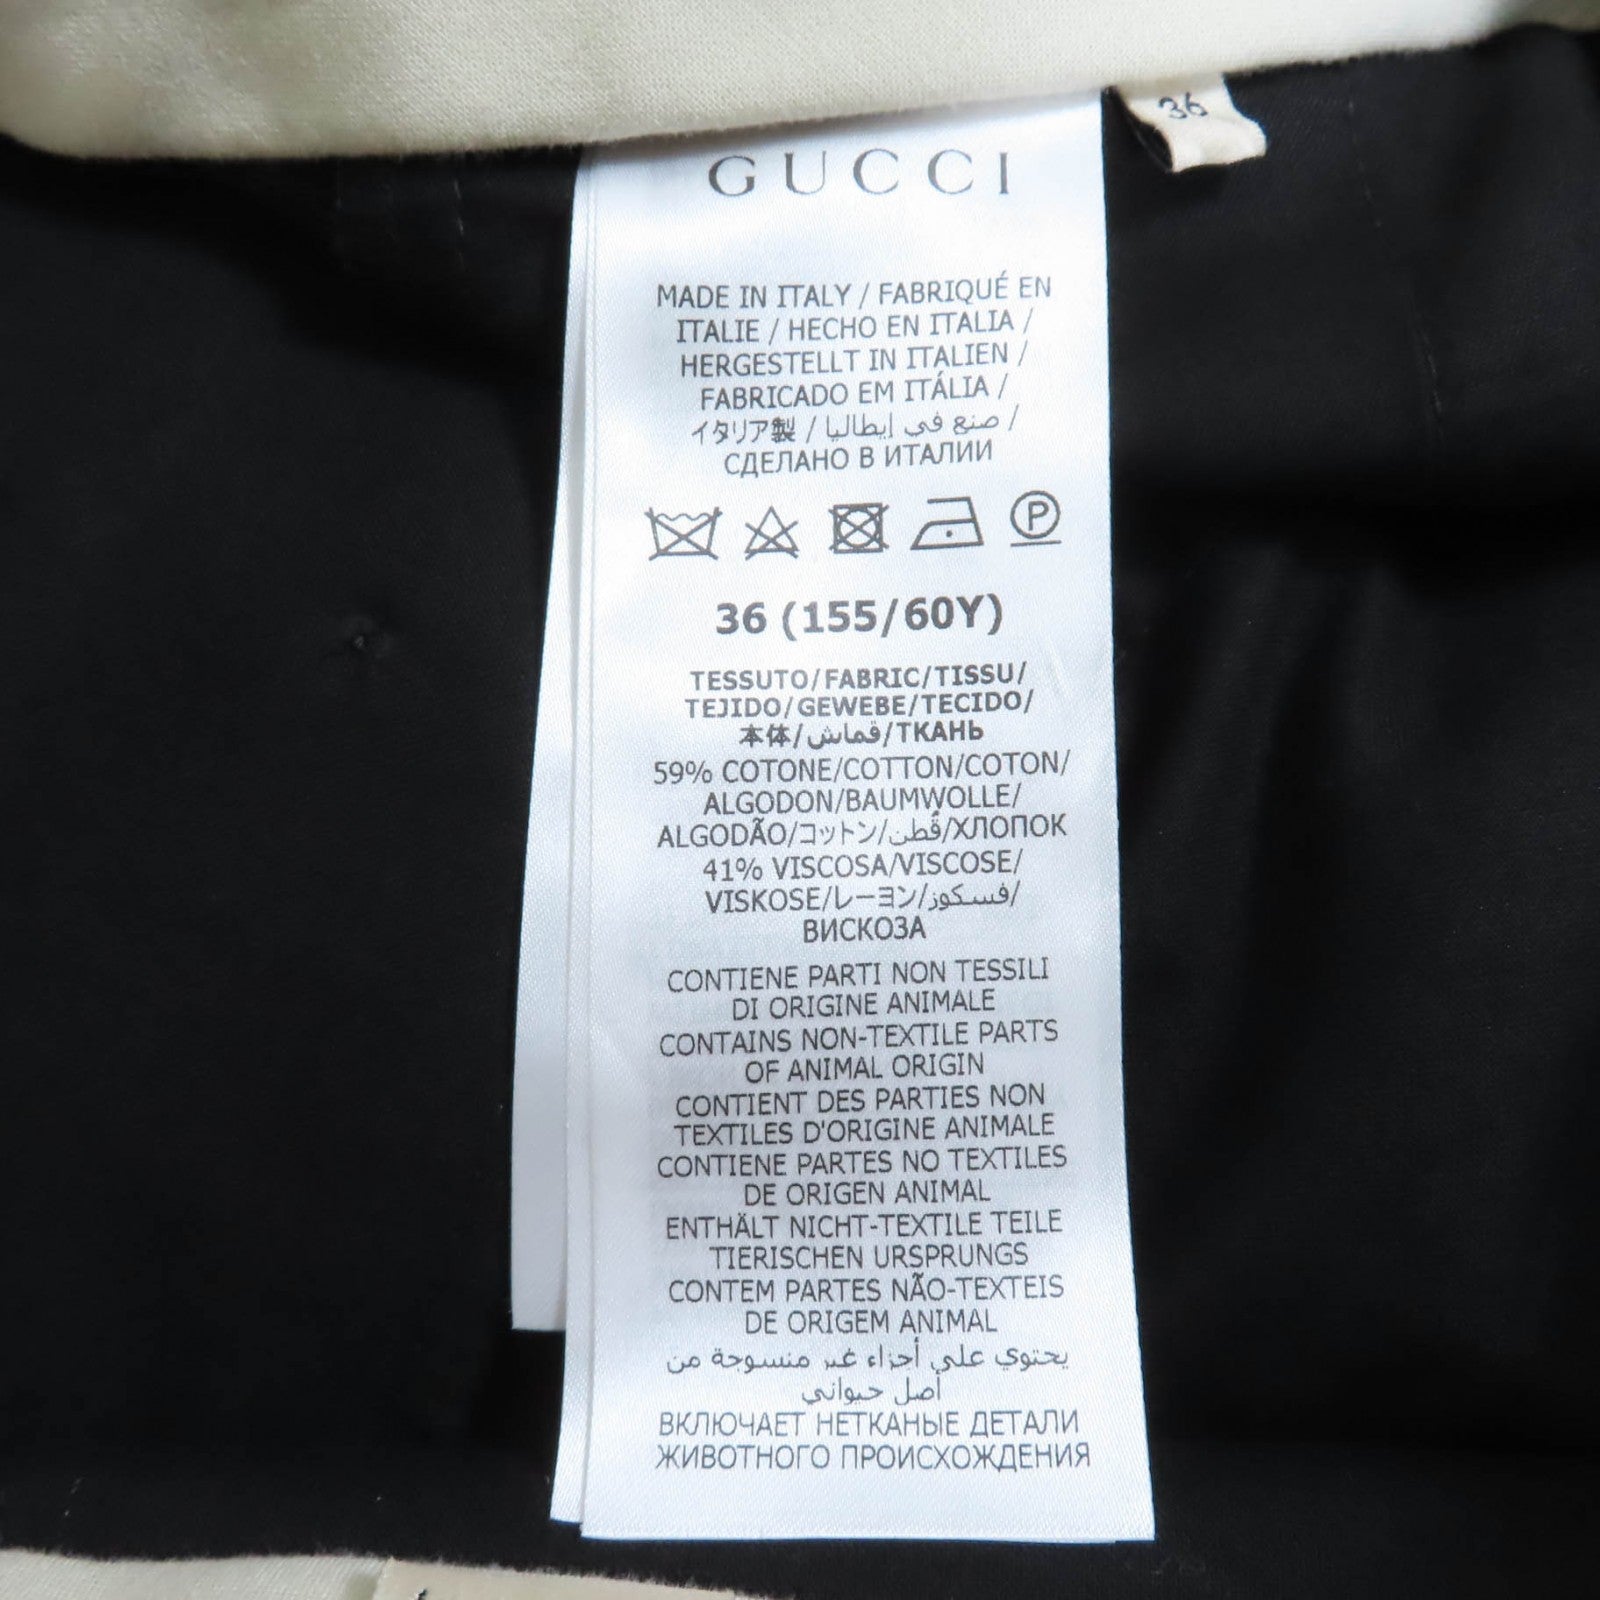 36
GUCCI
MADE IN ITALY / FABRIQUÉ EN
ITALIE / HECHO EN ITALIA /
HERGESTELLT IN ITALIEN /
FABRICADO EM ITÁLIA /
イタリア製 / صنع في إيطاليا /
СДЕЛАНО В ИТАЛИИ
P
36 (155/60Y)
TESSUTO/FABRIC/TISSU/
TEJIDO/GEWEBE/TECIDO/
本体/قماش/ТКАНЬ
59% COTONE/COTTON/COTON/
ALGODON/BAUMWOLLE/
ALGODÃO/コットン/قُطن/ХЛОПОК
41% VISCOSA/VISCOSE/
VISKOSE/レーヨン/فسكوز/
ВИСКОЗА
CONTIENE PARTI NON TESSILI
DI ORIGINE ANIMALE
CONTAINS NON-TEXTILE PARTS
OF ANIMAL ORIGIN
CONTIENT DES PARTIES NON
TEXTILES D'ORIGINE ANIMALE
CONTIENE PARTES NO TEXTILES
DE ORIGEN ANIMAL
ENTHÄLT NICHT-TEXTILE TEILE
TIERISCHEN URSPRUNGS
CONTEM PARTES NÃO-TEXTEIS
DE ORIGEM ANIMAL
يحتوي على أجزاء غير منسوجة من
أصل حيواني
ВКЛЮЧАЕТ НЕТКАНЫЕ ДЕТАЛИ
ЖИВОТНОГО ПРОИСХОЖДЕНИЯ